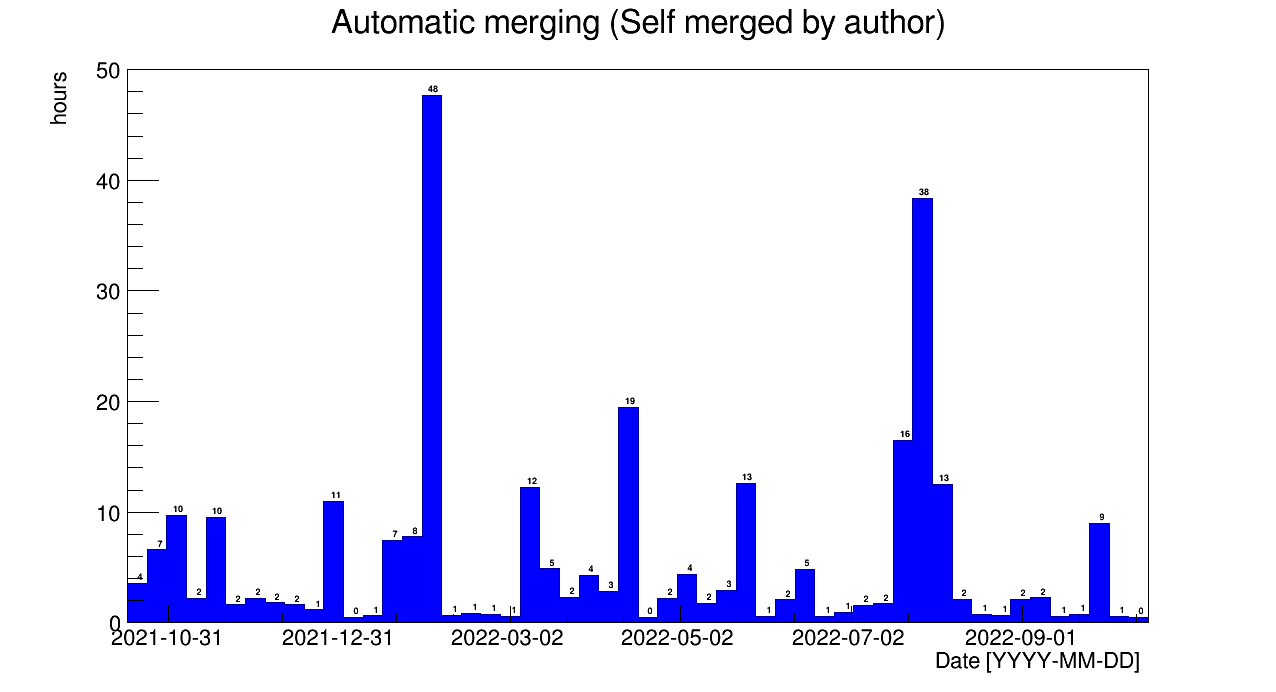 Automatic merging (Self merged by author)
hours
50
40
30
20
10
0
4 7 10 2 10 2 2 2 2 1 11 0 1 7 8 48 1 1 1 1 12 5 2 4 3 19 0 2 4 2 3 13 1 2 5 1 1 2 2 16 38 13 2 1 1 2 2 1 1 9 1 0
2021-10-31 2021-12-31 2022-03-02 2022-05-02 2022-07-02 2022-09-01
Date [YYYY-MM-DD]